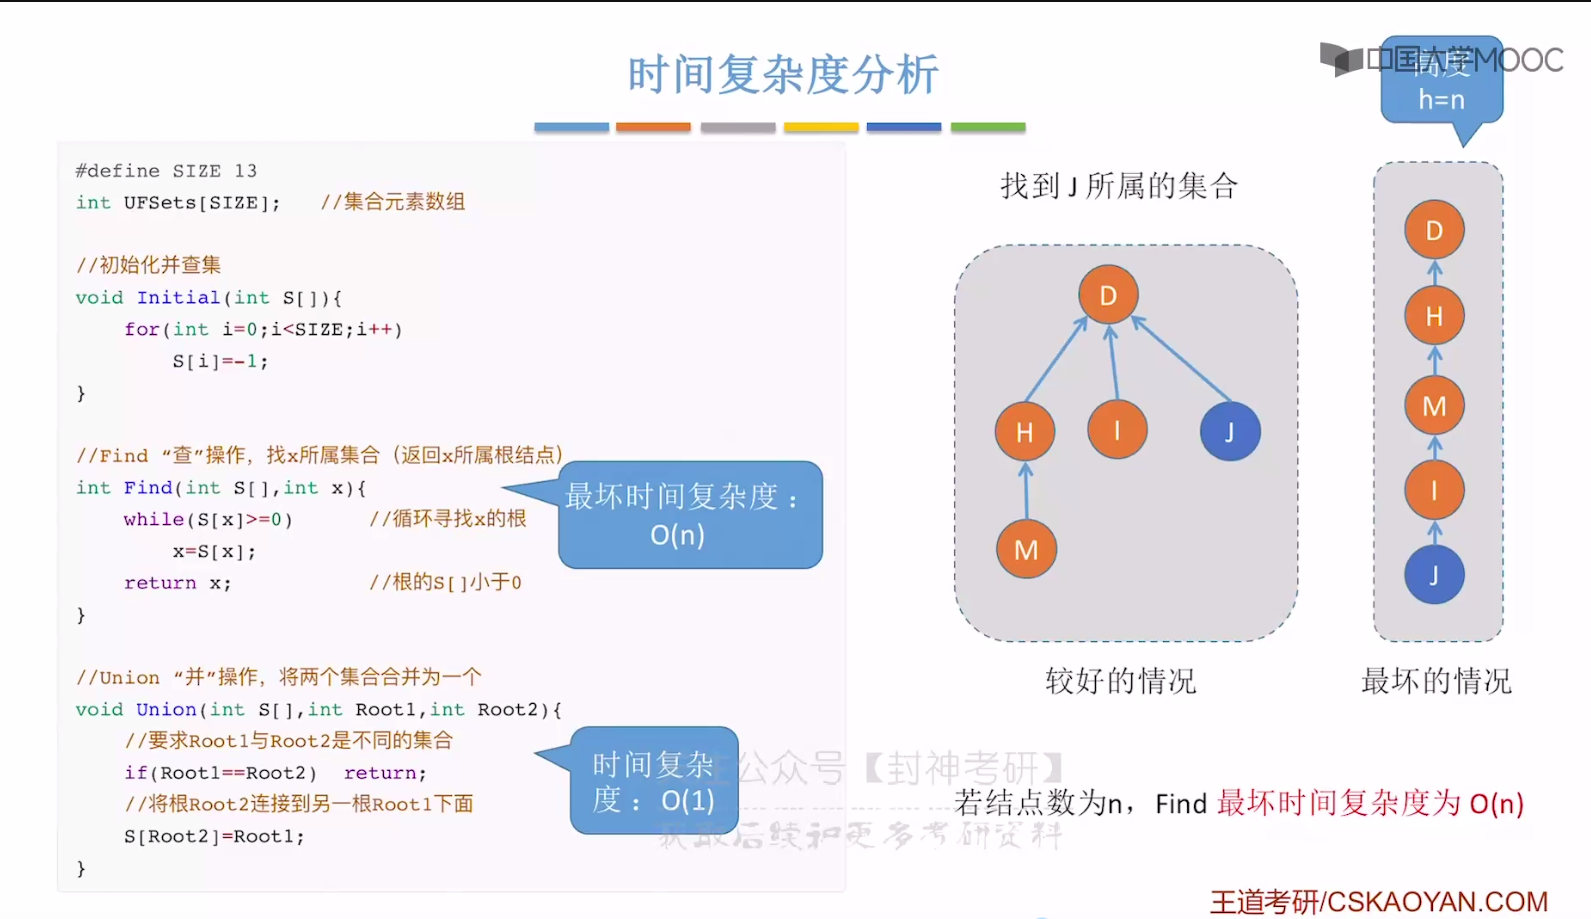 时间复杂度分析
中国大学MOOC
高度
h=n
#define SIZE 13
int UFSets[SIZE];   //集合元素数组
//初始化并查集
void Initial(int S[]){
    for(int i=0;i<SIZE;i++)
        S[i]=-1;
}
//Find “查”操作，找x所属集合（返回x所属根结点）
int Find(int S[],int x){
    while(S[x]>=0)      //循环寻找x的根
        x=S[x];
    return x;           //根的S[]小于0
}
最坏时间复杂度：
O(n)
//Union “并”操作，将两个集合合并为一个
void Union(int S[],int Root1,int Root2){
    //要求Root1与Root2是不同的集合
    if(Root1==Root2)  return;
    //将根Root2连接到另一根Root1下面
    S[Root2]=Root1;
}
时间复杂
度：O(1)
找到 J 所属的集合
D
H
I
J
M
较好的情况
D
H
M
I
J
最坏的情况
公众号【封神考研】
获取后续和更多考研资料
若结点数为n，Find 最坏时间复杂度为 O(n)
王道考研/CSKAOYAN.COM